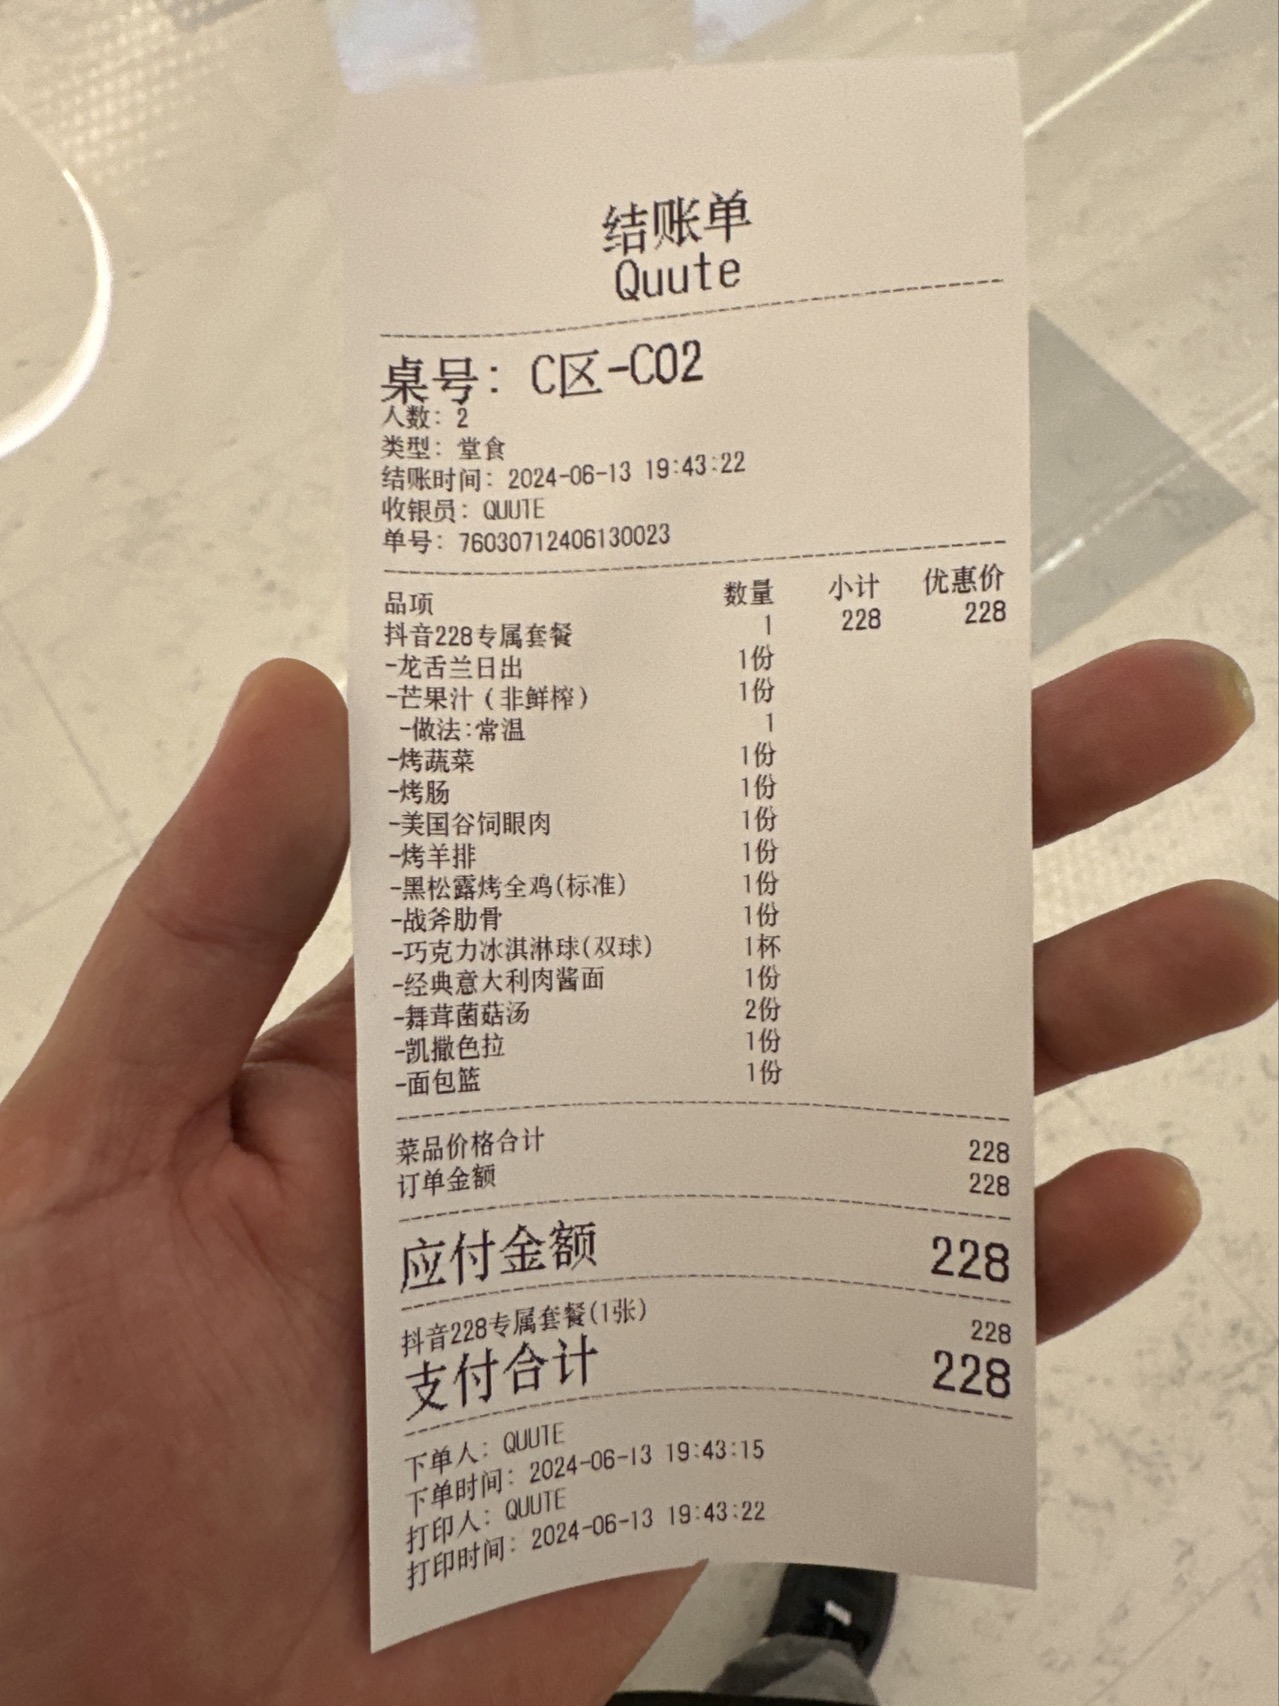 结账单
Quute
桌号: C区-C02
人数: 2
类型: 堂食
结账时间: 2024-06-13 19:43:22
收银员: QUUTE
单号: 76030712406130023
品项 数量 小计 优惠价
抖音228专属套餐 1 228 228
-龙舌兰日出 1份
-芒果汁(非鲜榨) 1份
-做法:常温 1
-烤蔬菜 1份
-烤肠 1份
-美国谷饲眼肉 1份
-烤羊排 1份
-黑松露烤全鸡(标准) 1份
-战斧肋骨 1份
-巧克力冰淇淋球(双球) 1杯
-经典意大利肉酱面 1份
-舞茸菌菇汤 2份
-凯撒色拉 1份
-面包篮 1份
菜品价格合计 228
订单金额 228
应付金额 228
抖音228专属套餐(1张) 228
支付合计 228
下单人: QUUTE
下单时间: 2024-06-13 19:43:15
打印人: QUUTE
打印时间: 2024-06-13 19:43:22